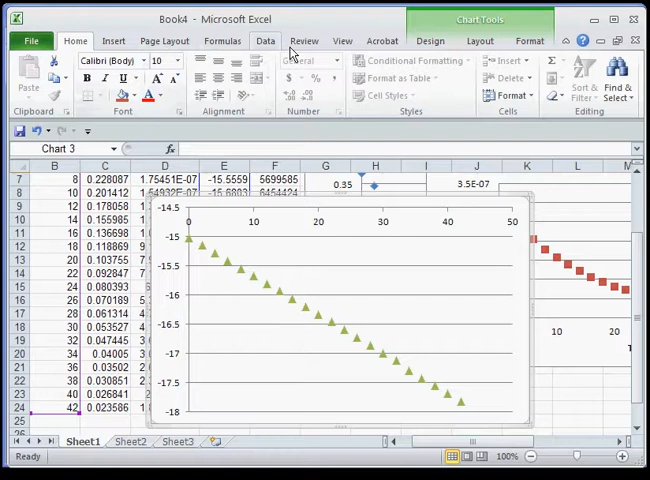 Book4 - Microsoft Excel
Chart Tools
File Home Insert Page Layout Formulas Data Review View Acrobat Design Layout Format
Calibri (Body) 10 General Conditional Formatting Insert
Paste B I U A A $ % , Format as Table Delete Sort & Filter Find & Select
A Cell Styles Format
Clipboard Font Alignment Number Styles Cells Editing
Chart 3 fx
B C D E F G H I J K L M
7 8 0.228087 1.75451E-07 -15.5559 5699585 0.35 3.5E-07
8 10 0.201412 1.54932E-07 -15.6803 6454424
9 12 0.178058
10 14 0.155985
11 16 0.136698
12 18 0.118869
13 20 0.103755
14 22 0.092847
15 24 0.080393
16 26 0.070189
17 28 0.061314
18 30 0.053527
19 32 0.047445
20 34 0.04005
21 36 0.03502
22 38 0.030851
23 40 0.026841
24 42 0.023586
25
-14.5
0 10 20 30 40 50
-15
-15.5
-16
-16.5
-17
-17.5
-18
10 20
Sheet1 Sheet2 Sheet3
Ready 100%